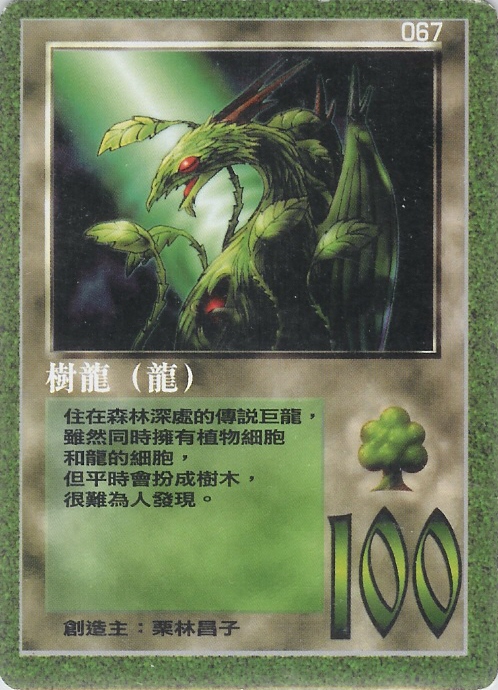 067
樹龍（龍）
住在森林深處的傳說巨龍，
雖然同時擁有植物細胞
和龍的細胞，
但平時會扮成樹木，
很難為人發現。
100
創造主：栗林昌子